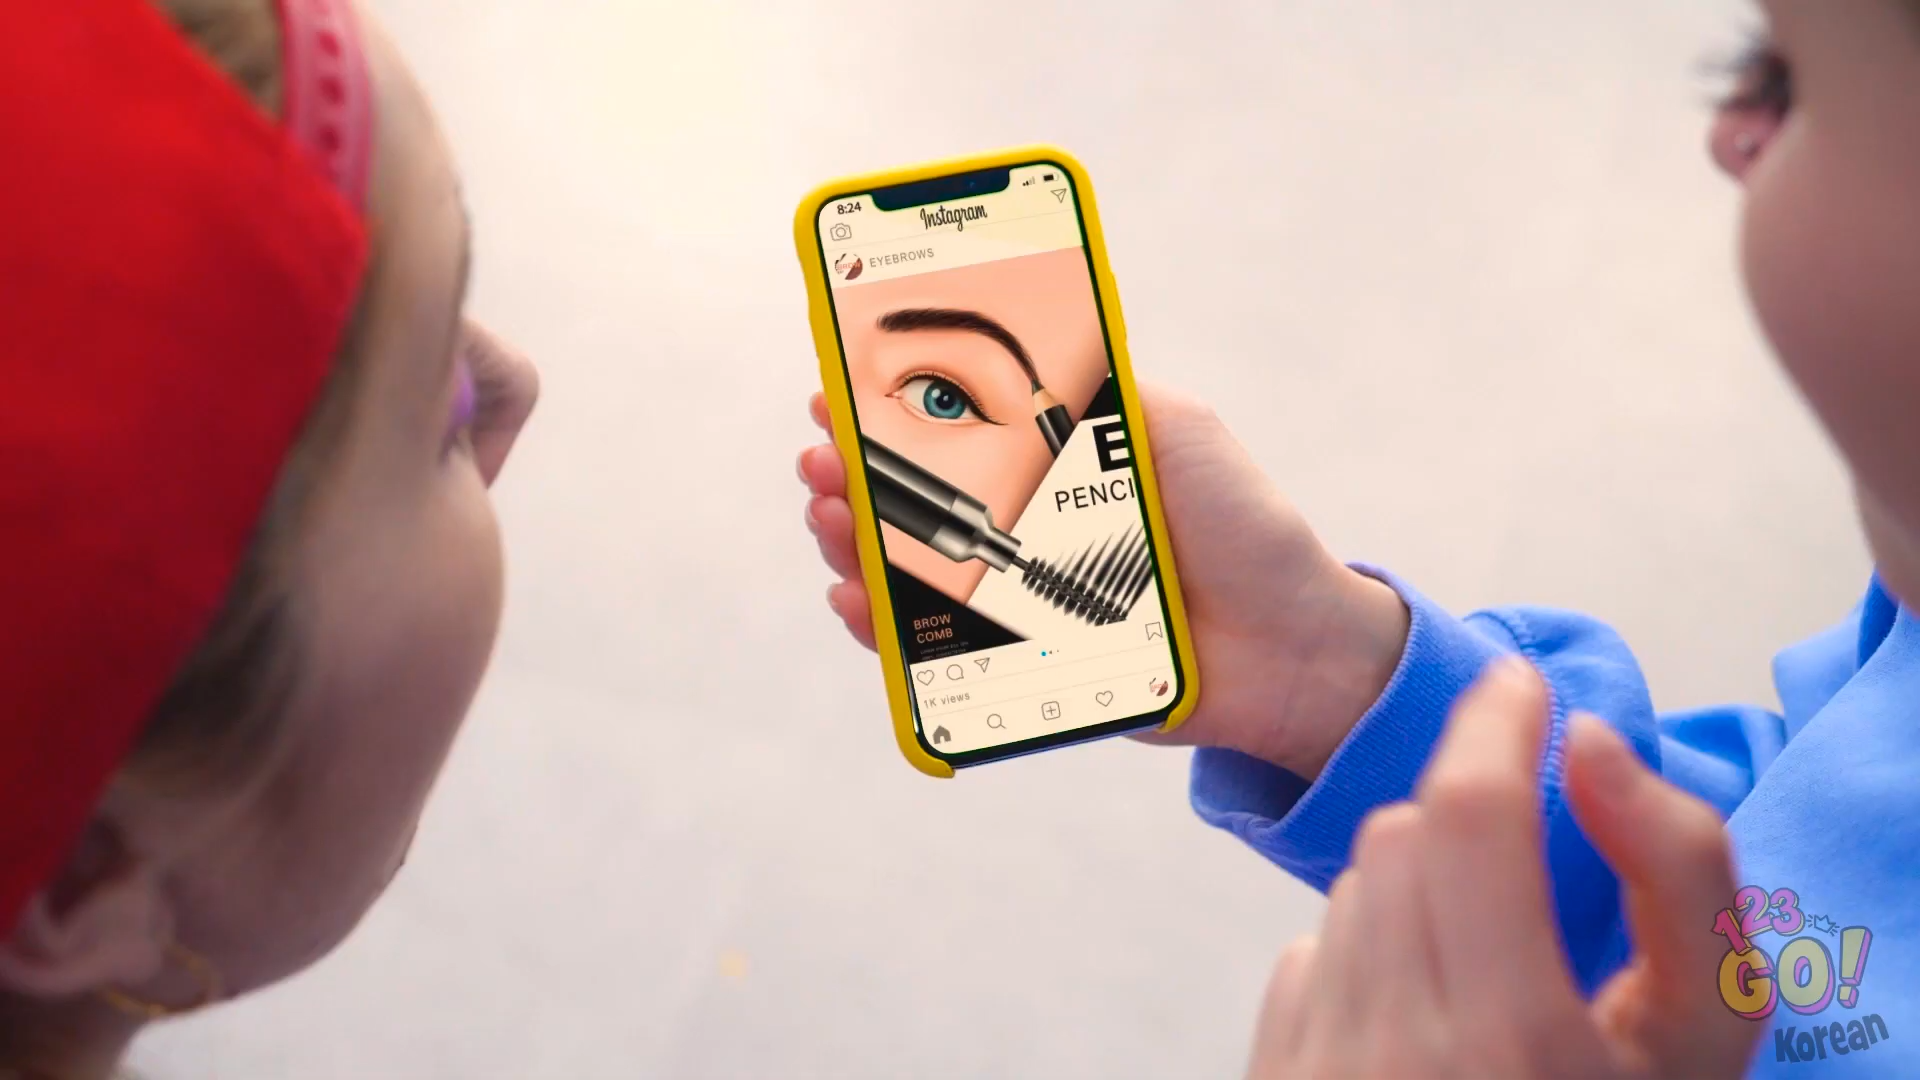 8:24
Instagram
EYEBROWS
E
PENCI
BROW
COMB
1K views
123
GO!
Korean